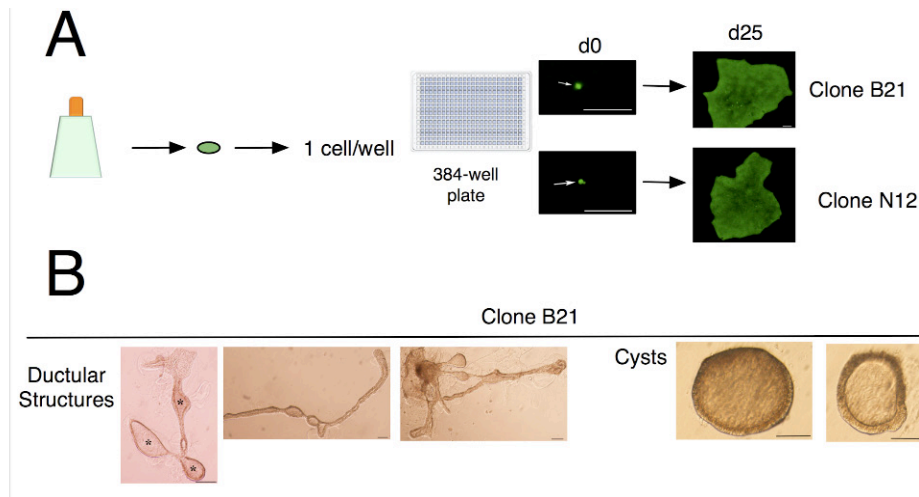 A
d0
d25
1 cell/well
384-well
plate
Clone B21
Clone N12
B
Clone B21
Ductular
Structures
*
*
*
Cysts